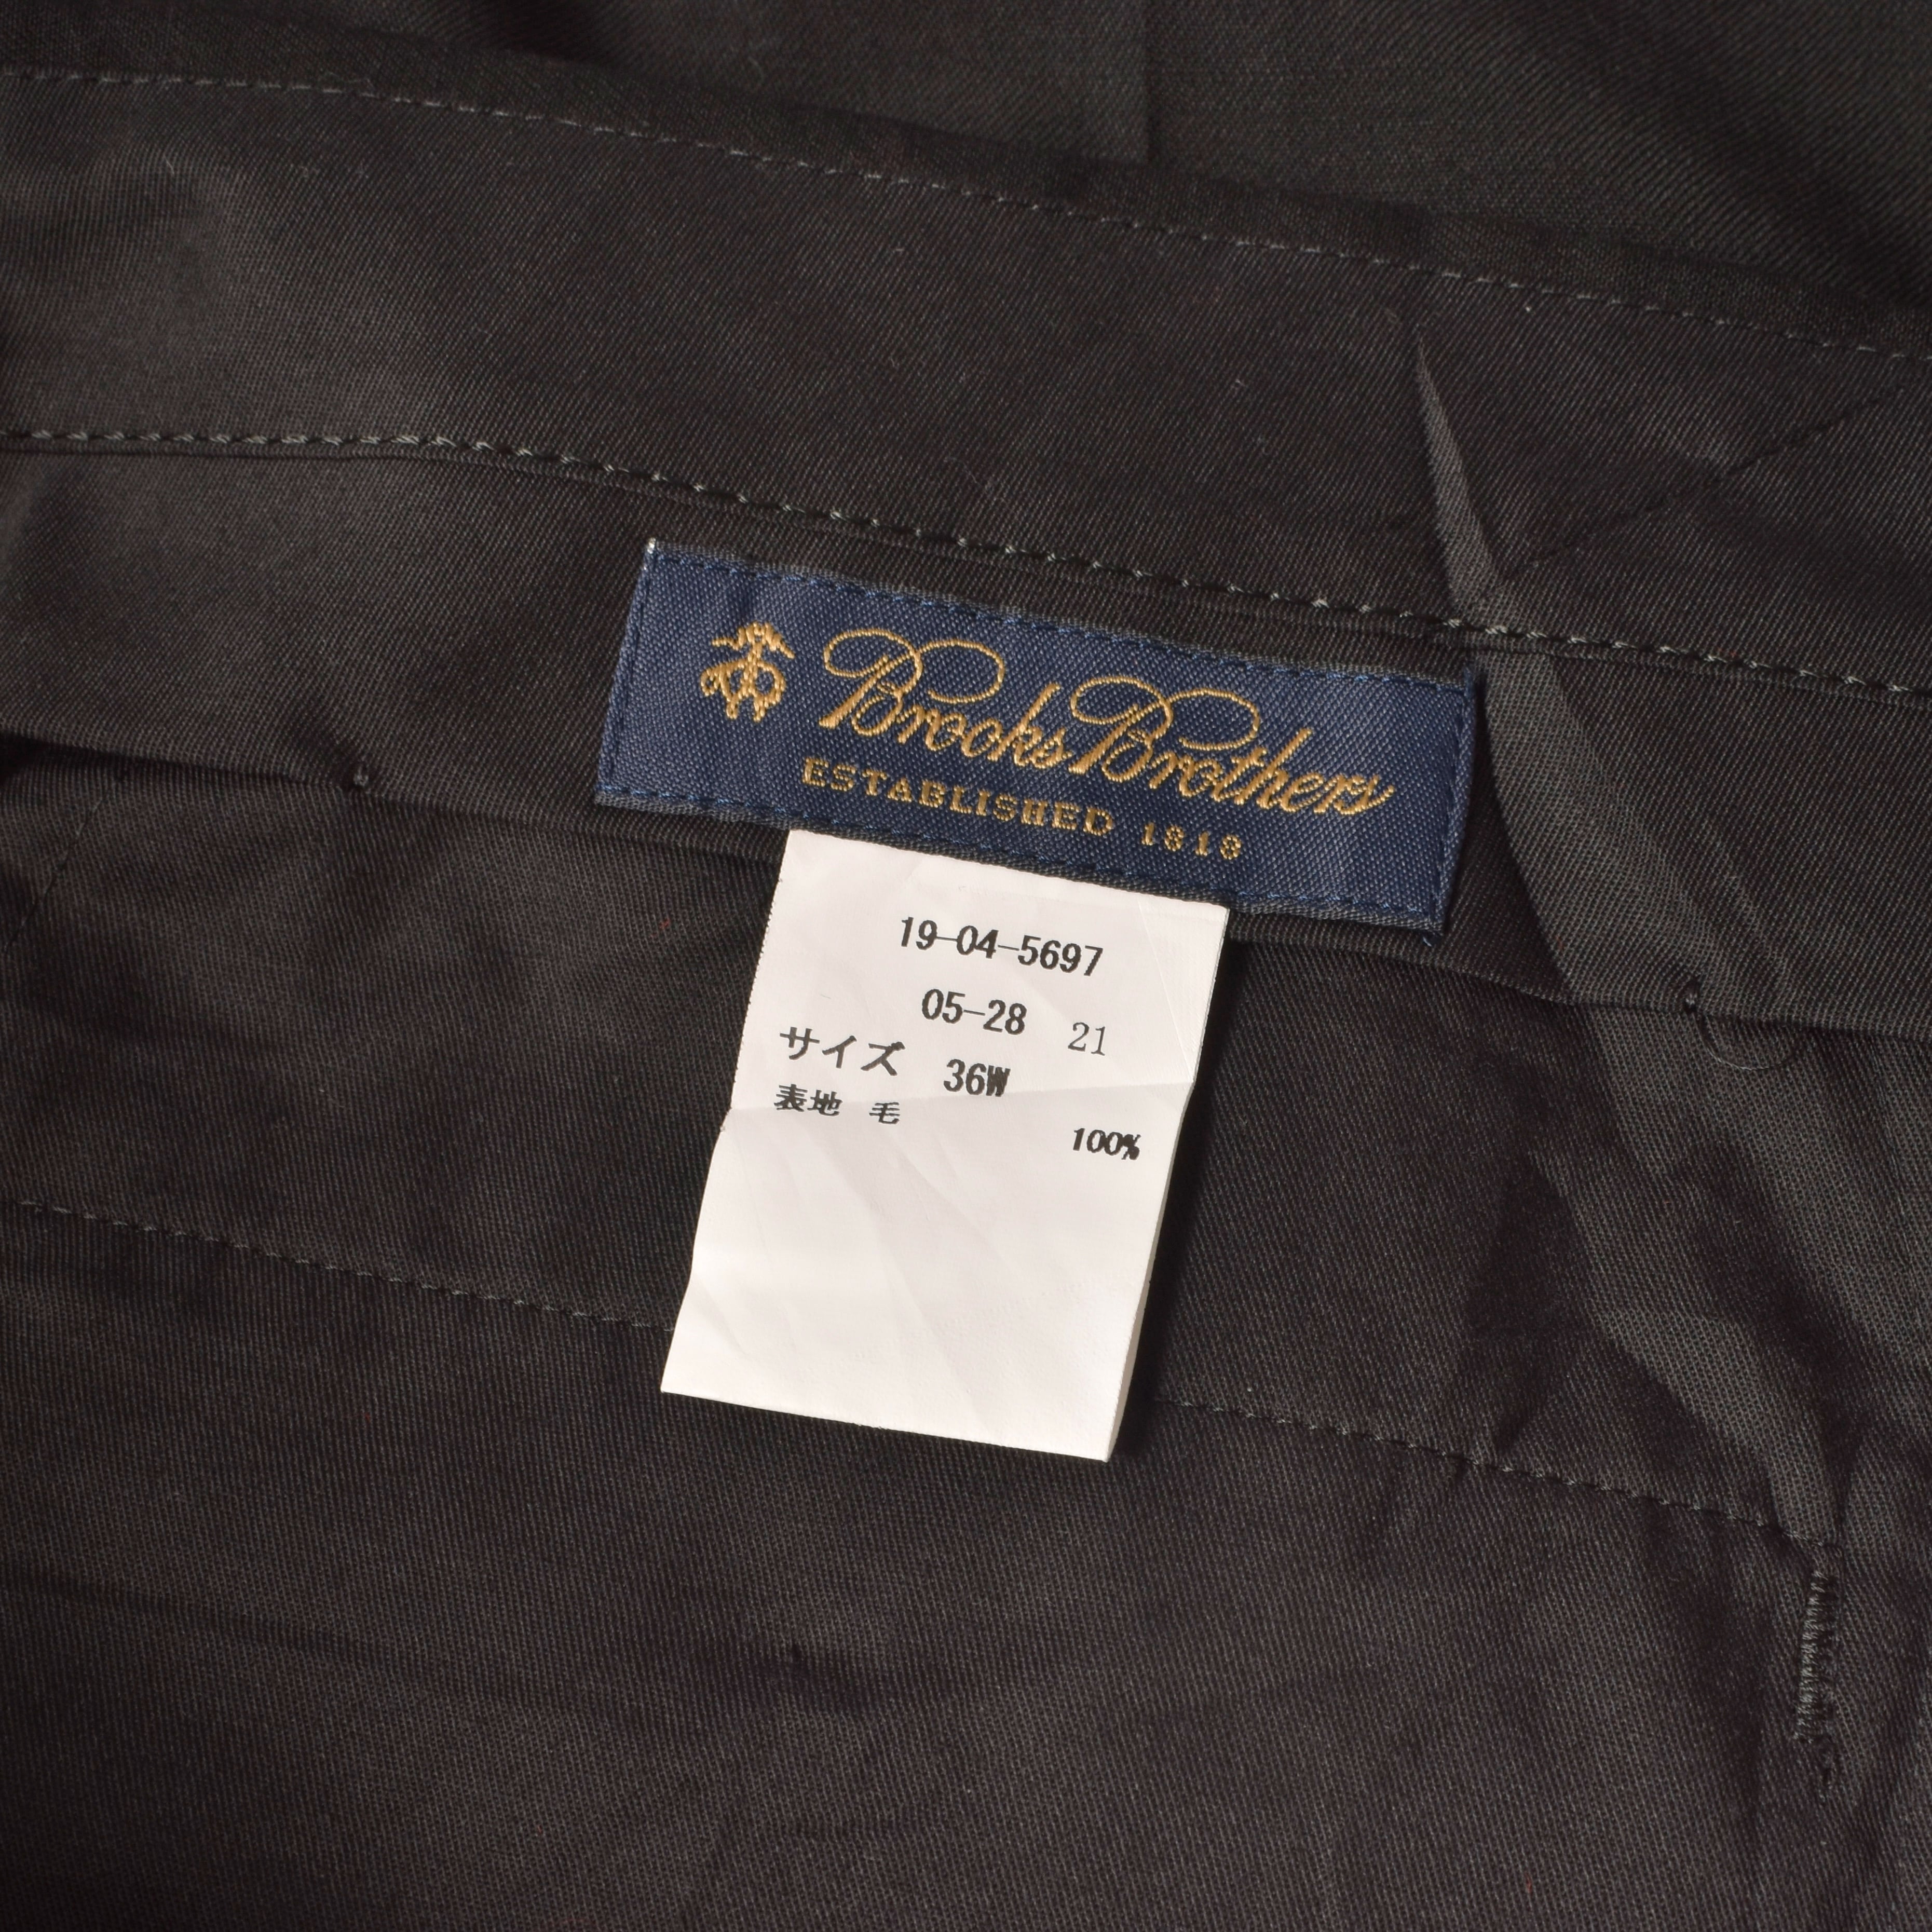 Brooks Brothers
ESTABLISHED 1818
19-04-5697
05-28 21
サイズ 36W
表地 毛
100%